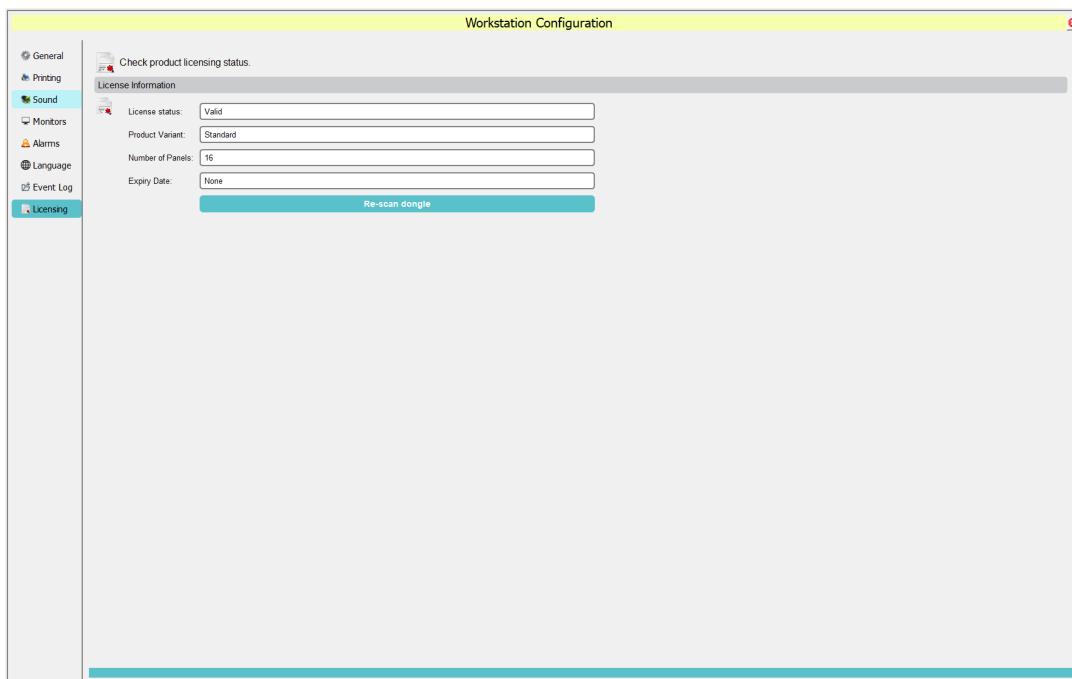 Workstation Configuration
General
Printing
Sound
Monitors
Alarms
Language
Event Log
Licensing
Check product licensing status.
License Information
License status: Valid
Product Variant: Standard
Number of Panels: 16
Expiry Date: None
Re-scan dongle